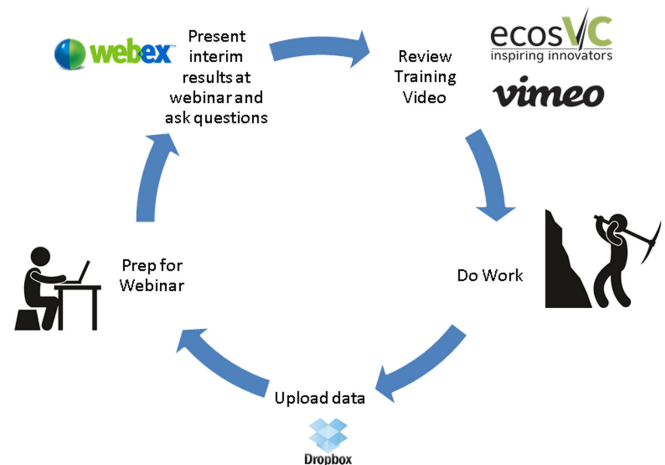 webex™
Present
interim
results at
webinar and
ask questions
Review
Training
Video
ecosVC
inspiring innovators
vimeo
Do Work
Upload data
Dropbox
Prep for
Webinar